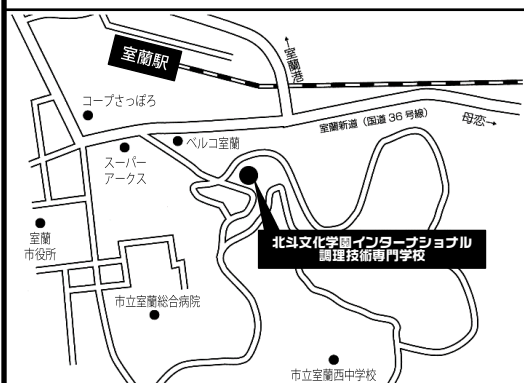 室蘭駅
←室蘭港
コープさっぽろ
室蘭新道（国道36号線）
母恋→
ベルコ室蘭
スーパー
アークス
室蘭
市役所
北斗文化学園インターナショナル
調理技術専門学校
市立室蘭総合病院
市立室蘭西中学校